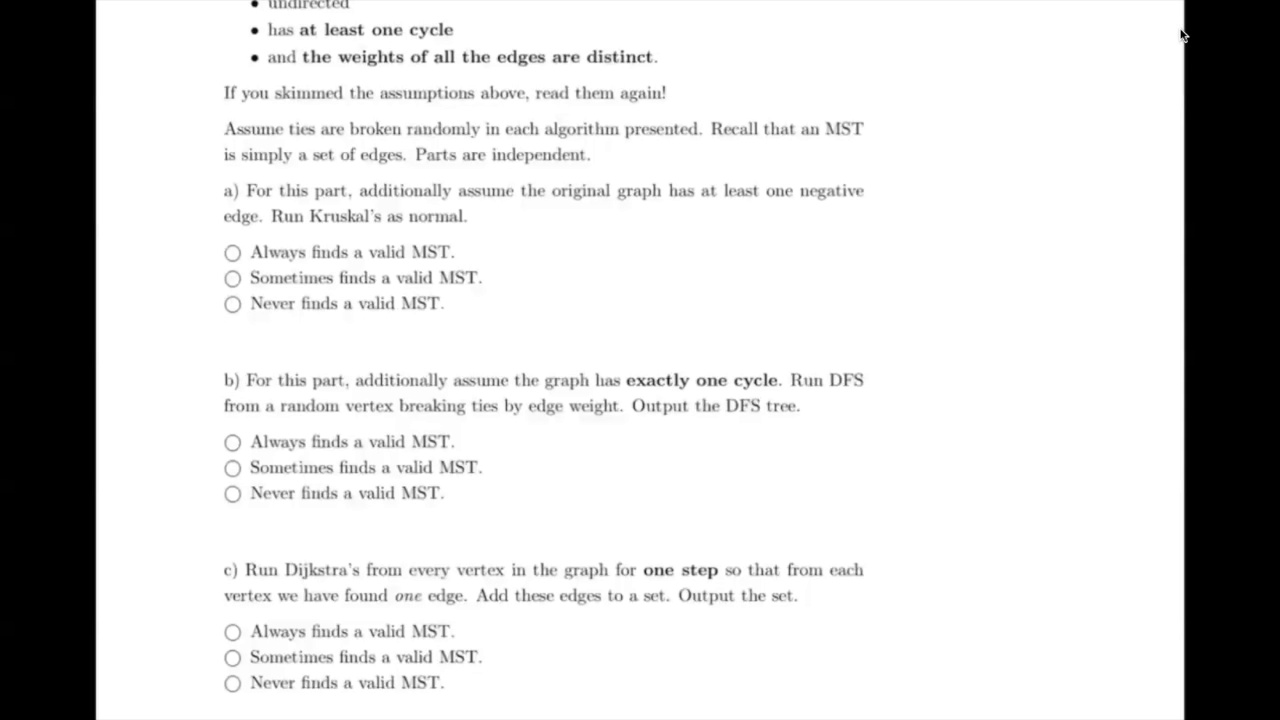 • undirected
• has at least one cycle
• and the weights of all the edges are distinct.
If you skimmed the assumptions above, read them again!
Assume ties are broken randomly in each algorithm presented. Recall that an MST
is simply a set of edges. Parts are independent.
a) For this part, additionally assume the original graph has at least one negative
edge. Run Kruskal's as normal.
Always finds a valid MST.
Sometimes finds a valid MST.
Never finds a valid MST.
b) For this part, additionally assume the graph has exactly one cycle. Run DFS
from a random vertex breaking ties by edge weight. Output the DFS tree.
Always finds a valid MST.
Sometimes finds a valid MST.
Never finds a valid MST.
c) Run Dijkstra's from every vertex in the graph for one step so that from each
vertex we have found one edge. Add these edges to a set. Output the set.
Always finds a valid MST.
Sometimes finds a valid MST.
Never finds a valid MST.